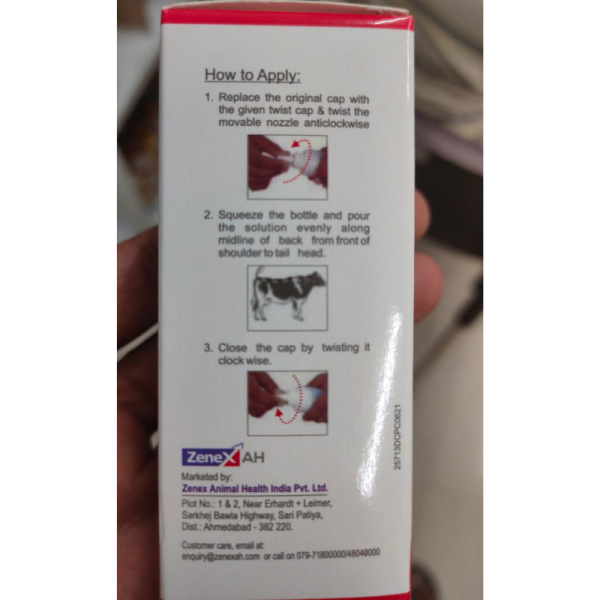 How to Apply:
1. Replace the original cap with
the given twist cap & twist the
movable nozzle anticlockwise
2. Squeeze the bottle and pour
the solution evenly along
midline of back from front of
shoulder to tail head.
3. Close the cap by twisting it
clock wise.
Zenex AH
Marketed by:
Zenex Animal Health India Pvt. Ltd.
Plot No.: 1 & 2, Near Erhardt + Leimer,
Sarkhej Bawla Highway, Sari Patiya,
Dist.: Ahmedabad - 382 220.
Customer care, email at:
enquiry@zenexah.com or call on 079-71800000/48040000
25713DCPC0621